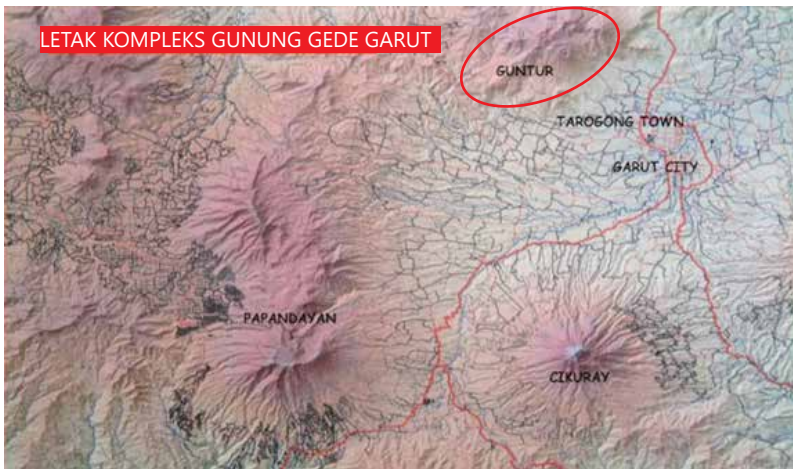 LETAK KOMPLEKS GUNUNG GEDE GARUT
GUNTUR
TAROGONG TOWN
GARUT CITY
PAPANDAYAN
CIKURAY